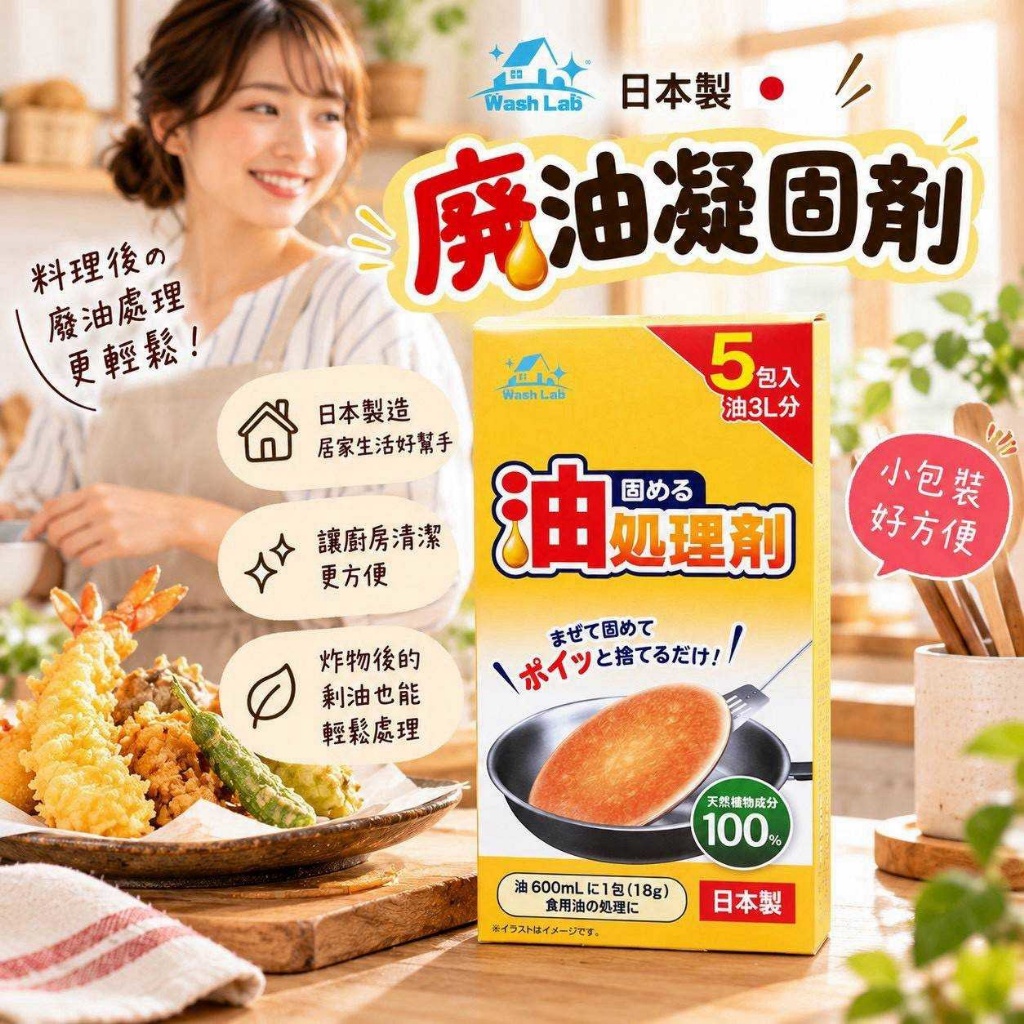 Wash Lab
日本製
廃油凝固剤
料理後の
廢油處理
更輕鬆！
日本製造
居家生活好幫手
讓廚房清潔
更方便
炸物後的
剩油也能
輕鬆處理
Wash Lab
5包入
油3L分
油 固める
処理剤
まぜて固めて
ポイッと捨てるだけ！
天然植物成分
100%
油 600mLに1包(18g)
食用油の処理に
日本製
※イラストはイメージです。
小包裝
好方便